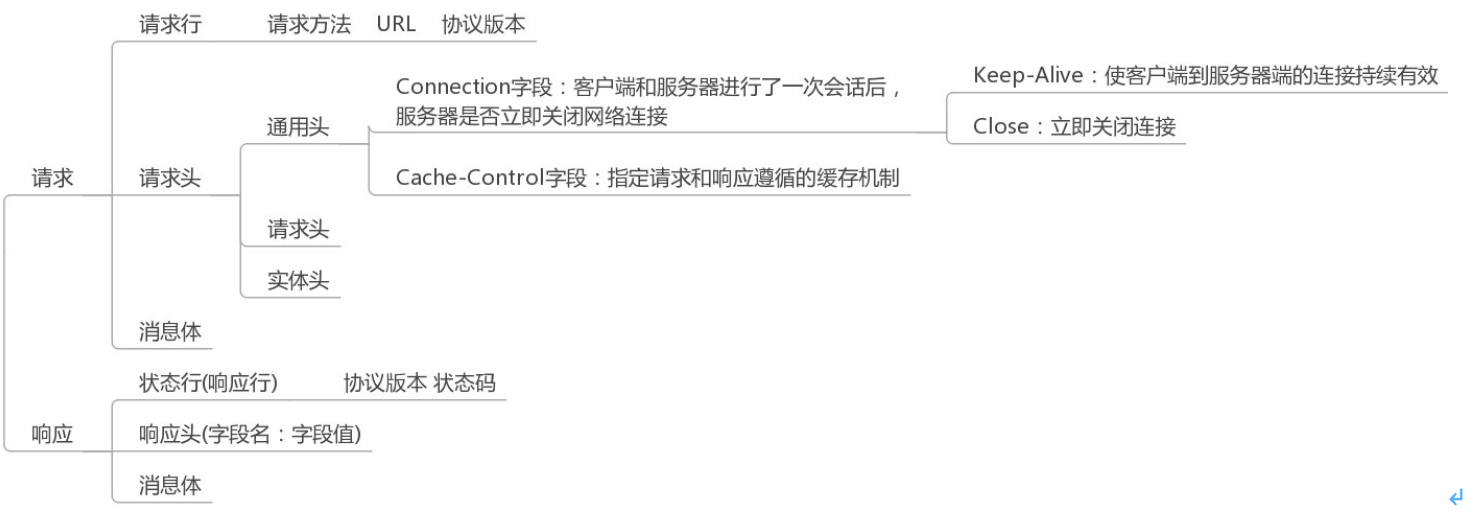 请求行 请求方法 URL 协议版本
Keep-Alive：使客户端到服务器端的连接持续有效
Connection字段：客户端和服务器进行了一次会话后，
服务器是否立即关闭网络连接
通用头
Close：立即关闭连接
请求
请求头
Cache-Control字段：指定请求和响应遵循的缓存机制
请求头
实体头
消息体
状态行(响应行) 协议版本 状态码
响应
响应头(字段名：字段值)
消息体